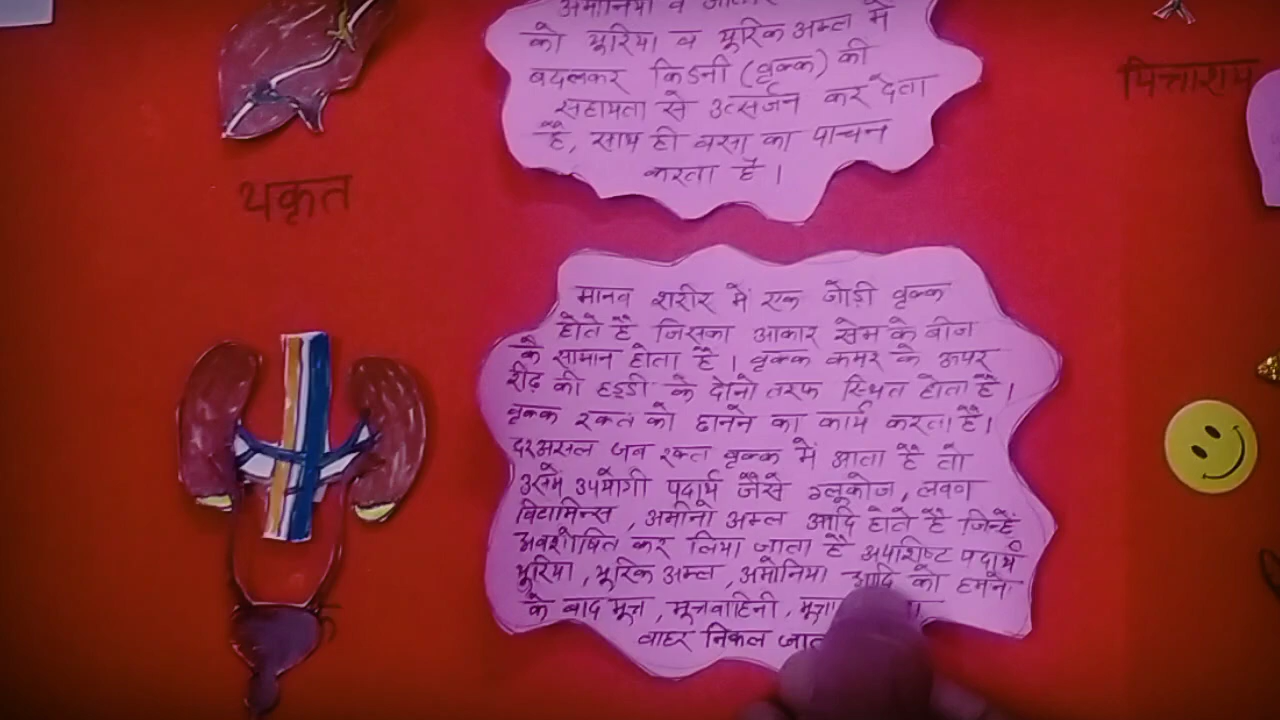 को यूरिया व यूरिक अम्ल में
बदलकर किडनी (वृक्क) की
सहायता से उत्सर्जन कर देता
है, साथ ही वसा का पाचन
करता है।
पित्ताशय
यकृत
मानव शरीर में एक जोड़ी वृक्क
होते हैं जिसका आकार सेम के बीज
के सामान होता है। वृक्क कमर के ऊपर
रीढ़ की हड्डी के दोनो तरफ स्थित होता है।
वृक्क रक्त को छानने का कार्य करता है।
दरअसल जब रक्त वृक्क में आता है तो
उसमें उपयोगी पदार्थ जैसे ग्लूकोज, लवण
विटामिन्स, अमीनो अम्ल आदि होते है जिन्हें
अवशोषित कर लिया जाता है अपशिष्ट पदार्थ
यूरिया, यूरिक अम्ल, अमोनिया आदि को
के बाद मूत्र, मूत्रवाहिनी,
बाहर निकल